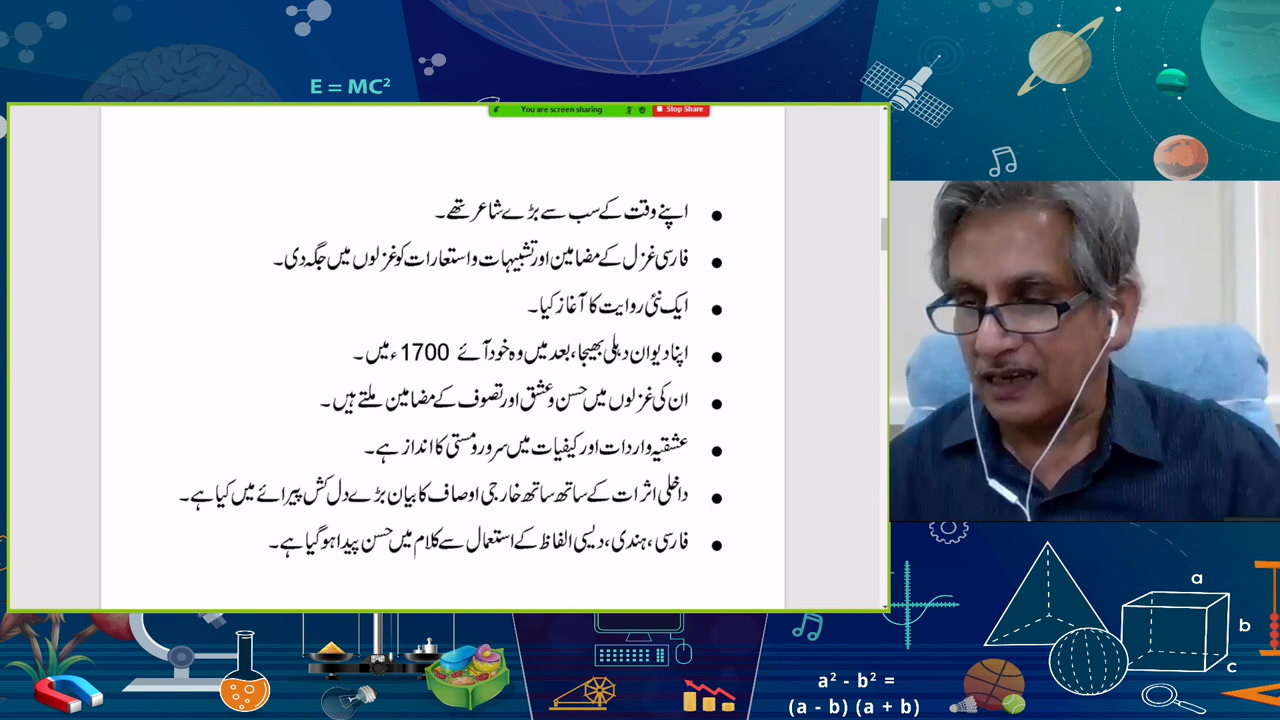 E = MC²
You are screen sharing
Stop Share
اپنے وقت کے سب سے بڑے شاعر تھے۔
فارسی غزل کے مضامین اور تشبیہات و استعارات کو غزلوں میں جگہ دی۔
ایک نئی روایت کا آغاز کیا۔
اپنا دیوان دہلی بھیجا، بعد میں وہ خود آئے 1700ء میں۔
ان کی غزلوں میں حسن و عشق اور تصوف کے مضامین ملتے ہیں۔
عشقیہ واردات اور کیفیات میں سرور و مستی کا انداز ہے۔
داخلی اثرات کے ساتھ ساتھ خارجی اوصاف کا بیان بڑے دل کش پیرائے میں کیا ہے۔
فارسی، ہندی، دیسی الفاظ کے استعمال سے کلام میں حسن پیدا ہو گیا ہے۔
a
b
c
a² - b² =
(a - b) (a + b)